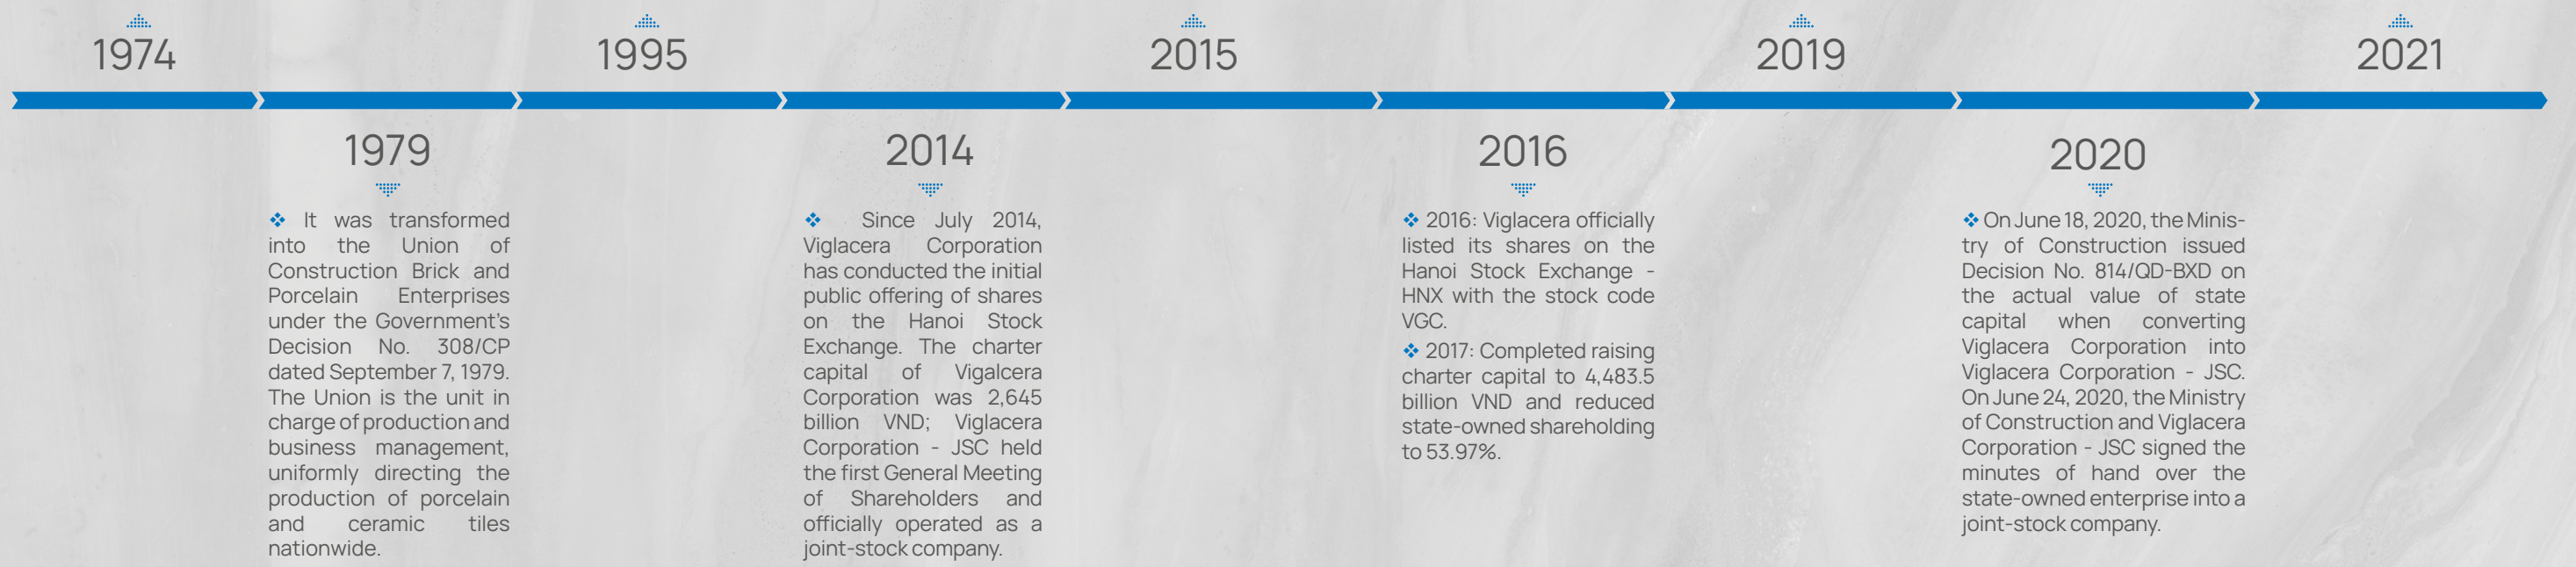 1974
1995
2015
2019
2021
1979
2014
2016
2020
❖ It was transformed
into the Union of
Construction Brick and
Porcelain Enterprises
under the Government’s
Decision No. 308/CP
dated September 7, 1979.
The Union is the unit in
charge of production and
business management,
uniformly directing the
production of porcelain
and ceramic tiles
nationwide.
❖ Since July 2014,
Viglacera Corporation
has conducted the initial
public offering of shares
on the Hanoi Stock
Exchange. The charter
capital of Vigalcera
Corporation was 2,645
billion VND; Viglacera
Corporation - JSC held
the first General Meeting
of Shareholders and
officially operated as a
joint-stock company.
❖ 2016: Viglacera officially
listed its shares on the
Hanoi Stock Exchange -
HNX with the stock code
VGC.
❖ 2017: Completed raising
charter capital to 4,483.5
billion VND and reduced
state-owned shareholding
to 53.97%.
❖ On June 18, 2020, the Minis-
try of Construction issued
Decision No. 814/QD-BXD on
the actual value of state
capital when converting
Viglacera Corporation into
Viglacera Corporation - JSC.
On June 24, 2020, the Ministry
of Construction and Viglacera
Corporation - JSC signed the
minutes of hand over the
state-owned enterprise into a
joint-stock company.